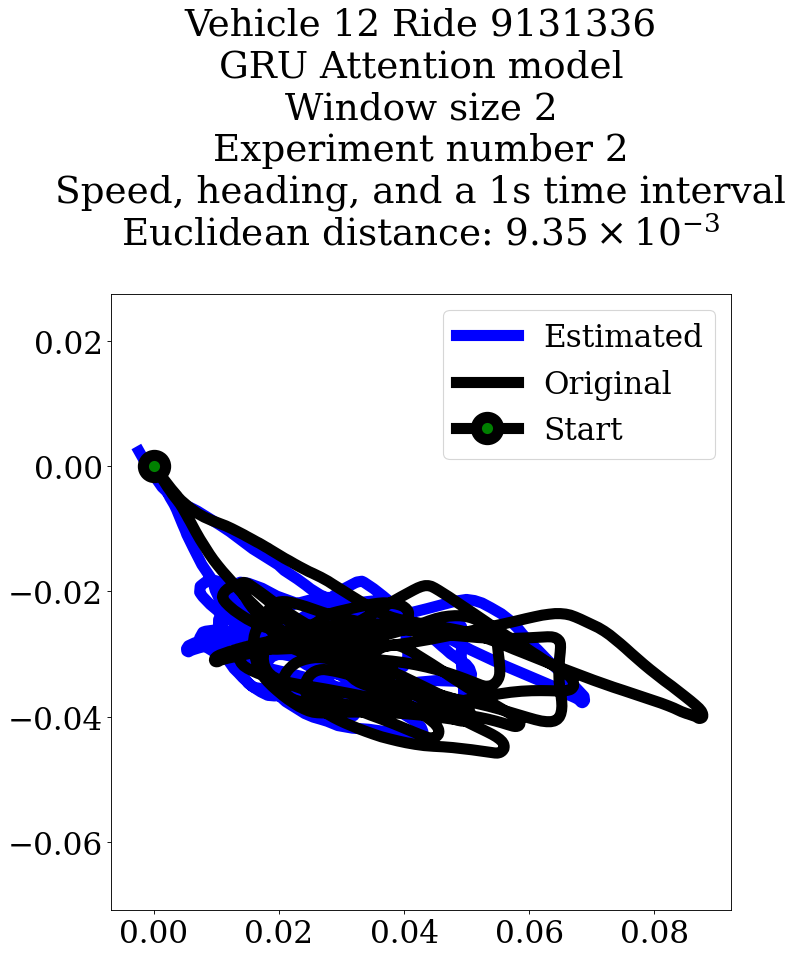 Vehicle 12 Ride 9131336
GRU Attention model
Window size 2
Experiment number 2
Speed, heading, and a 1s time interval
Euclidean distance: 9.35 × 10⁻³
Estimated
Original
Start
0.02
0.00
−0.02
−0.04
−0.06
0.00 0.02 0.04 0.06 0.08